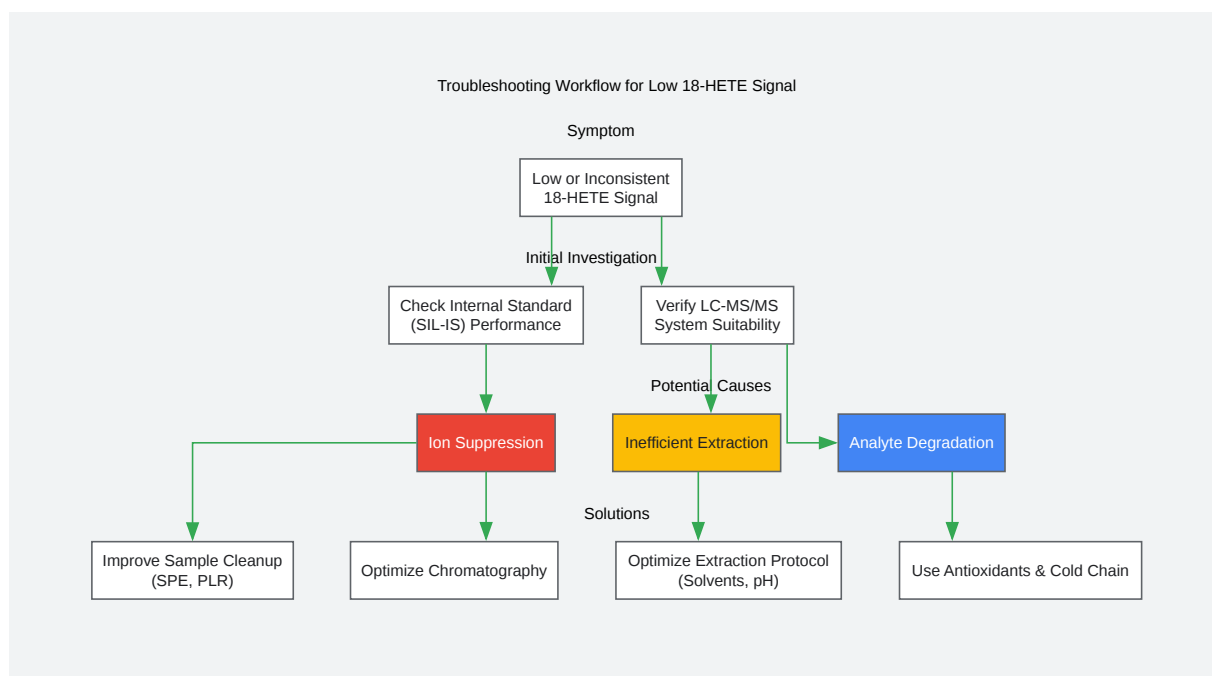 Troubleshooting Workflow for Low 18-HETE Signal
Symptom
Low or Inconsistent
18-HETE Signal
Initial Investigation
Check Internal Standard
(SIL-IS) Performance
Verify LC-MS/MS
System Suitability
Potential Causes
Ion Suppression
Inefficient Extraction
Analyte Degradation
Solutions
Improve Sample Cleanup
(SPE, PLR)
Optimize Chromatography
Optimize Extraction Protocol
(Solvents, pH)
Use Antioxidants & Cold Chain